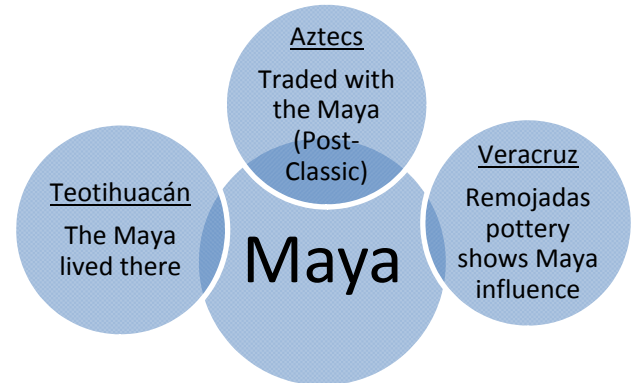 Aztecs
Traded with
the Maya
(Post-
Classic)
Teotihuacán
The Maya
lived there
Maya
Veracruz
Remojadas
pottery
shows Maya
influence